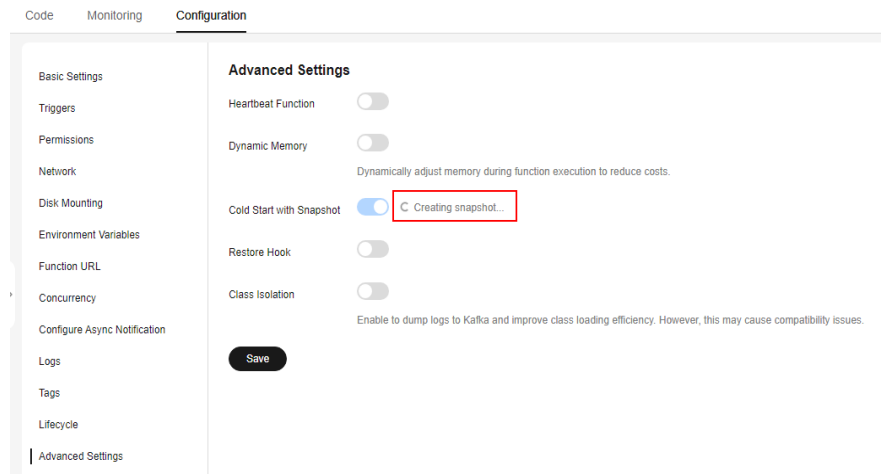 Code Monitoring Configuration
Basic Settings
Triggers
Permissions
Network
Disk Mounting
Environment Variables
Function URL
Concurrency
Configure Async Notification
Logs
Tags
Lifecycle
Advanced Settings
Advanced Settings
Heartbeat Function
Dynamic Memory
Dynamically adjust memory during function execution to reduce costs.
Cold Start with Snapshot Creating snapshot...
Restore Hook
Class Isolation
Enable to dump logs to Kafka and improve class loading efficiency. However, this may cause compatibility issues.
Save